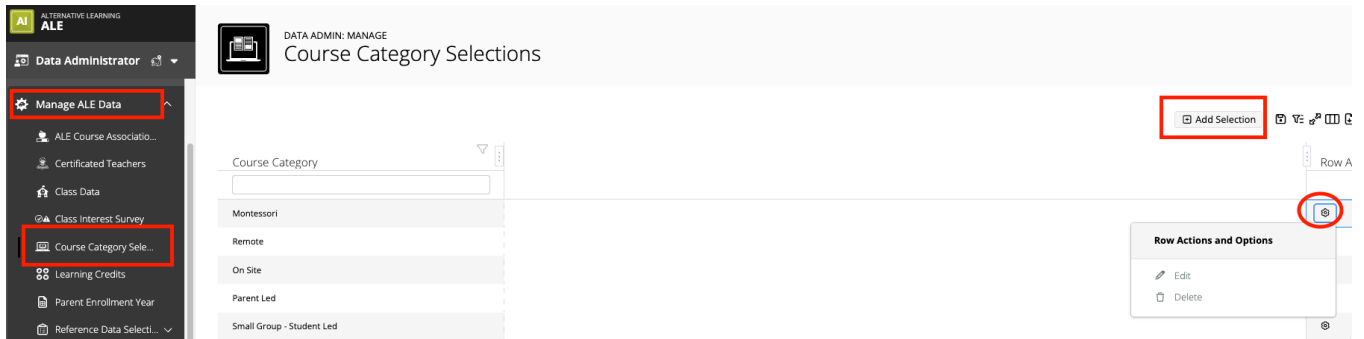 AI
ALTERNATIVE LEARNING
ALE
Data Administrator
Manage ALE Data
ALE Course Associatio...
Certificated Teachers
Class Data
Class Interest Survey
Course Category Sele...
Learning Credits
Parent Enrollment Year
Reference Data Selecti...
DATA ADMIN: MANAGE
Course Category Selections
Add Selection
Course Category
Row A
Montessori
Remote
On Site
Parent Led
Small Group - Student Led
Row Actions and Options
Edit
Delete